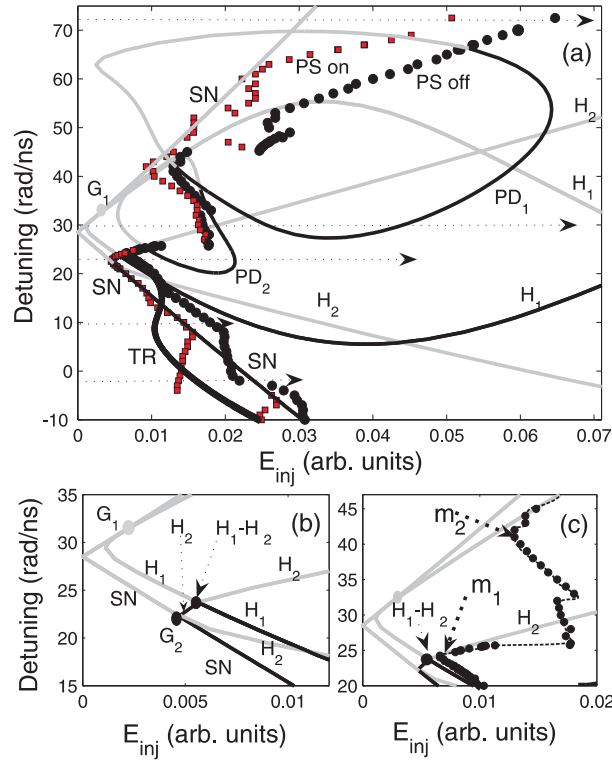 (a)
PS on
PS off
SN
H₂
H₁
G₁
PD₁
PD₂
SN
H₂
H₁
TR
SN
70
60
50
40
30
20
10
0
-10
Detuning (rad/ns)
0 0.01 0.02 0.03 0.04 0.05 0.06 0.07
E_inj (arb. units)
(b)
G₁
H₂
H₁-H₂
H₂
H₁
SN
H₁
G₂
H₂
SN
35
30
25
20
15
Detuning (rad/ns)
0 0.005 0.01
E_inj (arb. units)
(c)
m₂
m₁
H₁-H₂
H₂
45
40
35
30
25
20
0 0.01 0.02
E_inj (arb. units)